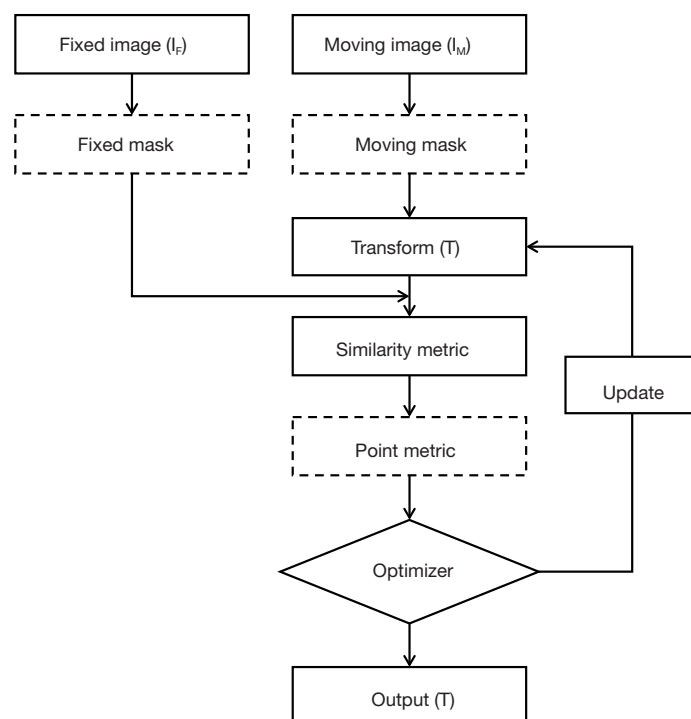 Fixed image (I_F)
Moving image (I_M)
Fixed mask
Moving mask
Transform (T)
Similarity metric
Update
Point metric
Optimizer
Output (T)